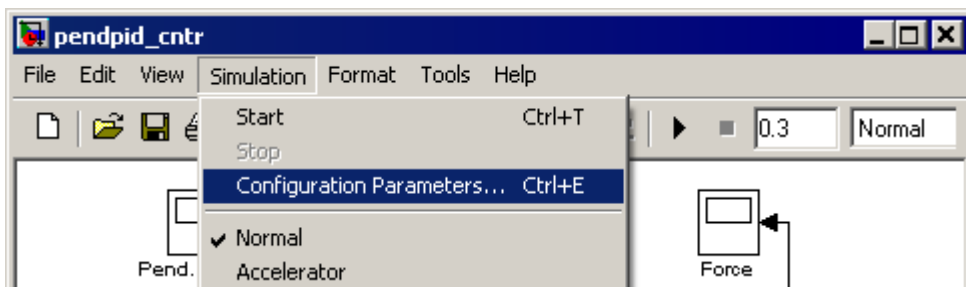 pendpid_cntr
File Edit View Simulation Format Tools Help
Start Ctrl+T
0.3 Normal
Stop
Configuration Parameters... Ctrl+E
Normal
Pend. Accelerator Force